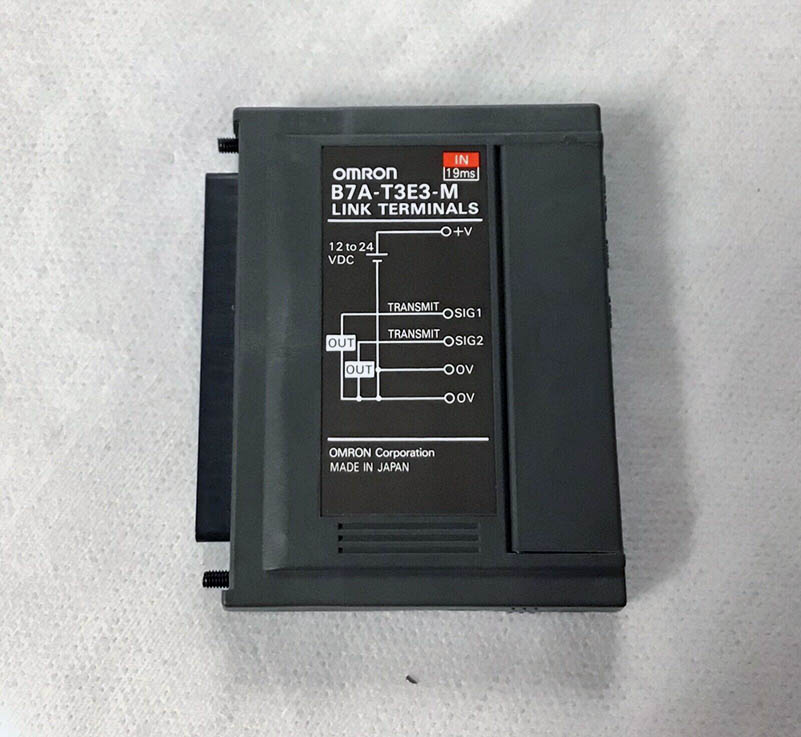 IN
OMRON
19ms
B7A-T3E3-M
LINK TERMINALS
+V
12 to 24
VDC
TRANSMIT
SIG1
OUT
TRANSMIT
SIG2
OUT
0V
0V
OMRON Corporation
MADE IN JAPAN